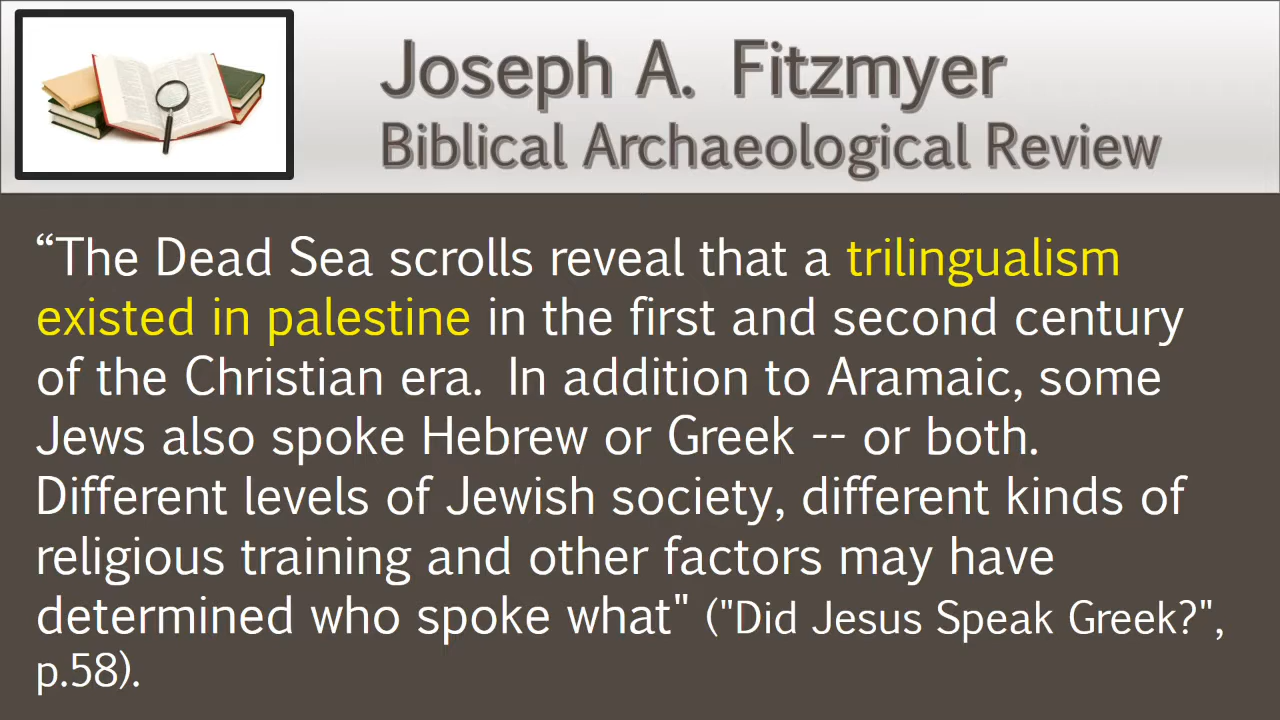 Joseph A. Fitzmyer
Biblical Archaeological Review
“The Dead Sea scrolls reveal that a trilingualism
existed in palestine in the first and second century
of the Christian era. In addition to Aramaic, some
Jews also spoke Hebrew or Greek -- or both.
Different levels of Jewish society, different kinds of
religious training and other factors may have
determined who spoke what" ("Did Jesus Speak Greek?",
p.58).